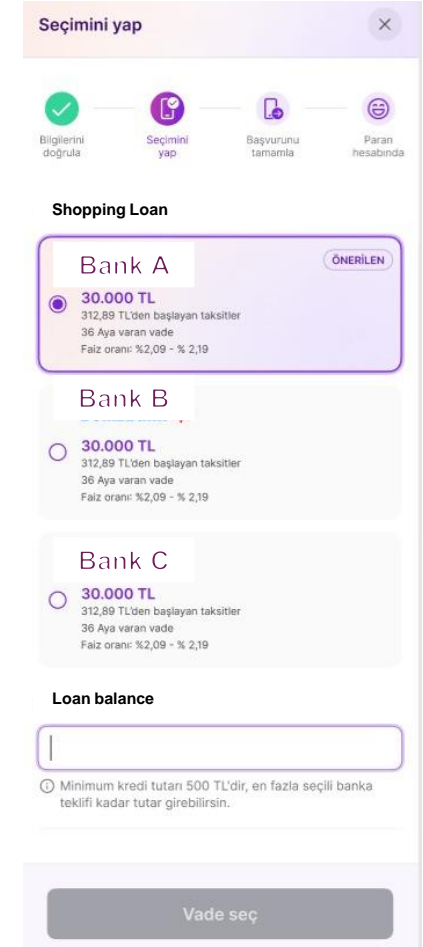 Seçimini yap
Bilgilerini
doğrula
Seçimini
yap
Başvurunu
tamamla
Paran
hesabında
Shopping Loan
Bank A
ÖNERİLEN
30.000 TL
312,89 TL'den başlayan taksitler
36 Aya varan vade
Faiz oranı: %2,09 - % 2,19
Bank B
30.000 TL
312,89 TL'den başlayan taksitler
36 Aya varan vade
Faiz oranı: %2,09 - % 2,19
Bank C
30.000 TL
312,89 TL'den başlayan taksitler
36 Aya varan vade
Faiz oranı: %2,09 - % 2,19
Loan balance
Minimum kredi tutarı 500 TL'dir, en fazla seçili banka
teklifi kadar tutar girebilirsin.
Vade seç